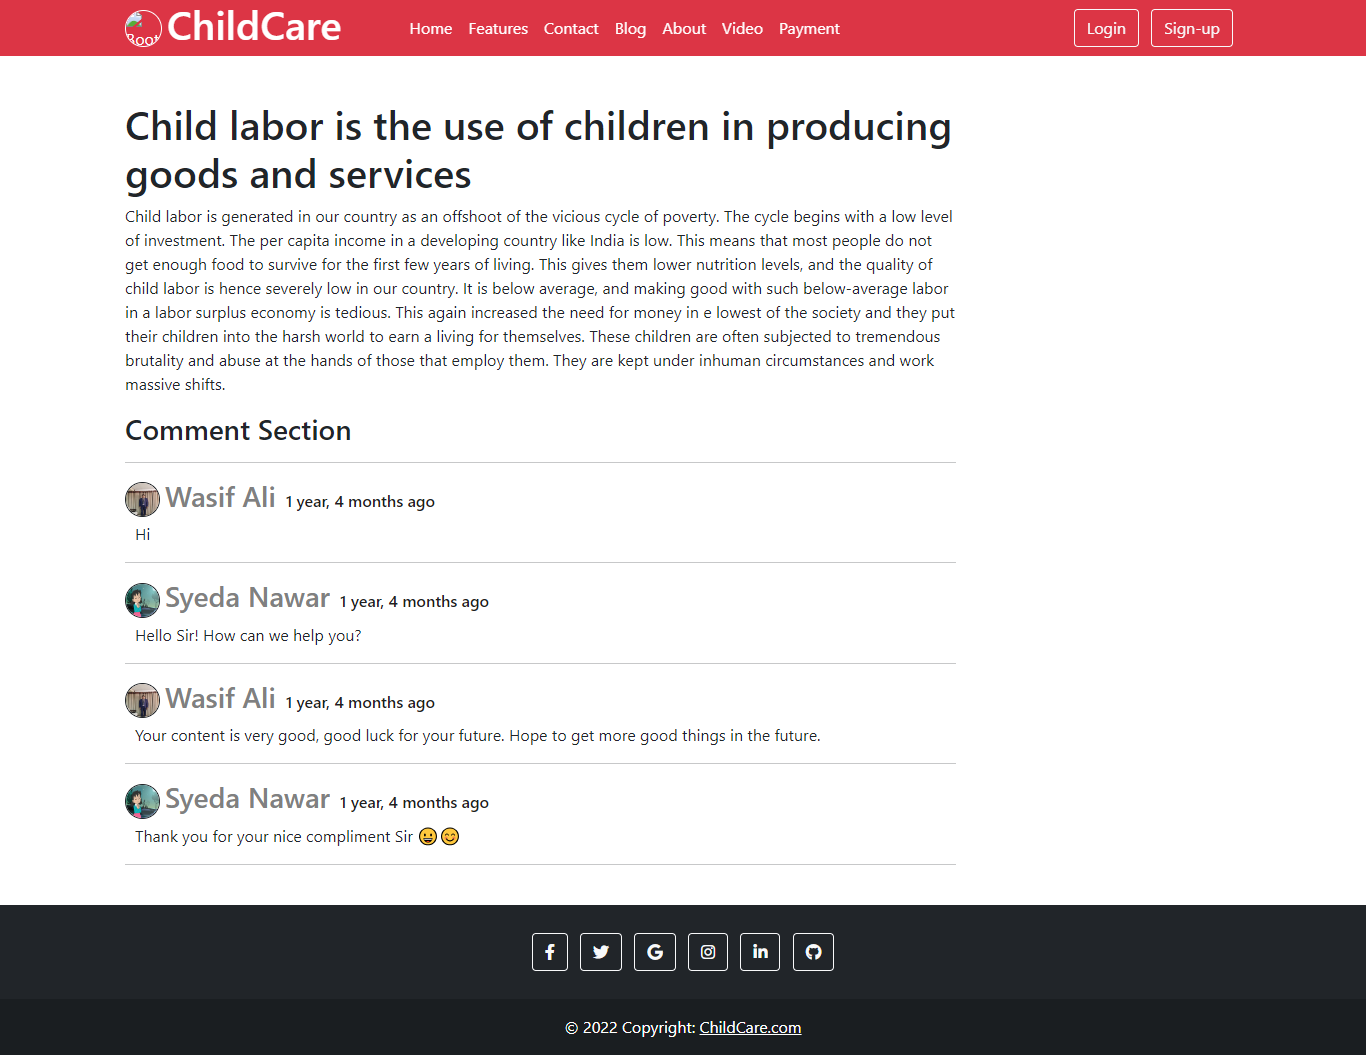 Boot ChildCare Home Features Contact Blog About Video Payment Login Sign-up
Child labor is the use of children in producing
goods and services
Child labor is generated in our country as an offshoot of the vicious cycle of poverty. The cycle begins with a low level
of investment. The per capita income in a developing country like India is low. This means that most people do not
get enough food to survive for the first few years of living. This gives them lower nutrition levels, and the quality of
child labor is hence severely low in our country. It is below average, and making good with such below-average labor
in a labor surplus economy is tedious. This again increased the need for money in e lowest of the society and they put
their children into the harsh world to earn a living for themselves. These children are often subjected to tremendous
brutality and abuse at the hands of those that employ them. They are kept under inhuman circumstances and work
massive shifts.
Comment Section
Wasif Ali 1 year, 4 months ago
Hi
Syeda Nawar 1 year, 4 months ago
Hello Sir! How can we help you?
Wasif Ali 1 year, 4 months ago
Your content is very good, good luck for your future. Hope to get more good things in the future.
Syeda Nawar 1 year, 4 months ago
Thank you for your nice compliment Sir 😀😊
© 2022 Copyright: ChildCare.com